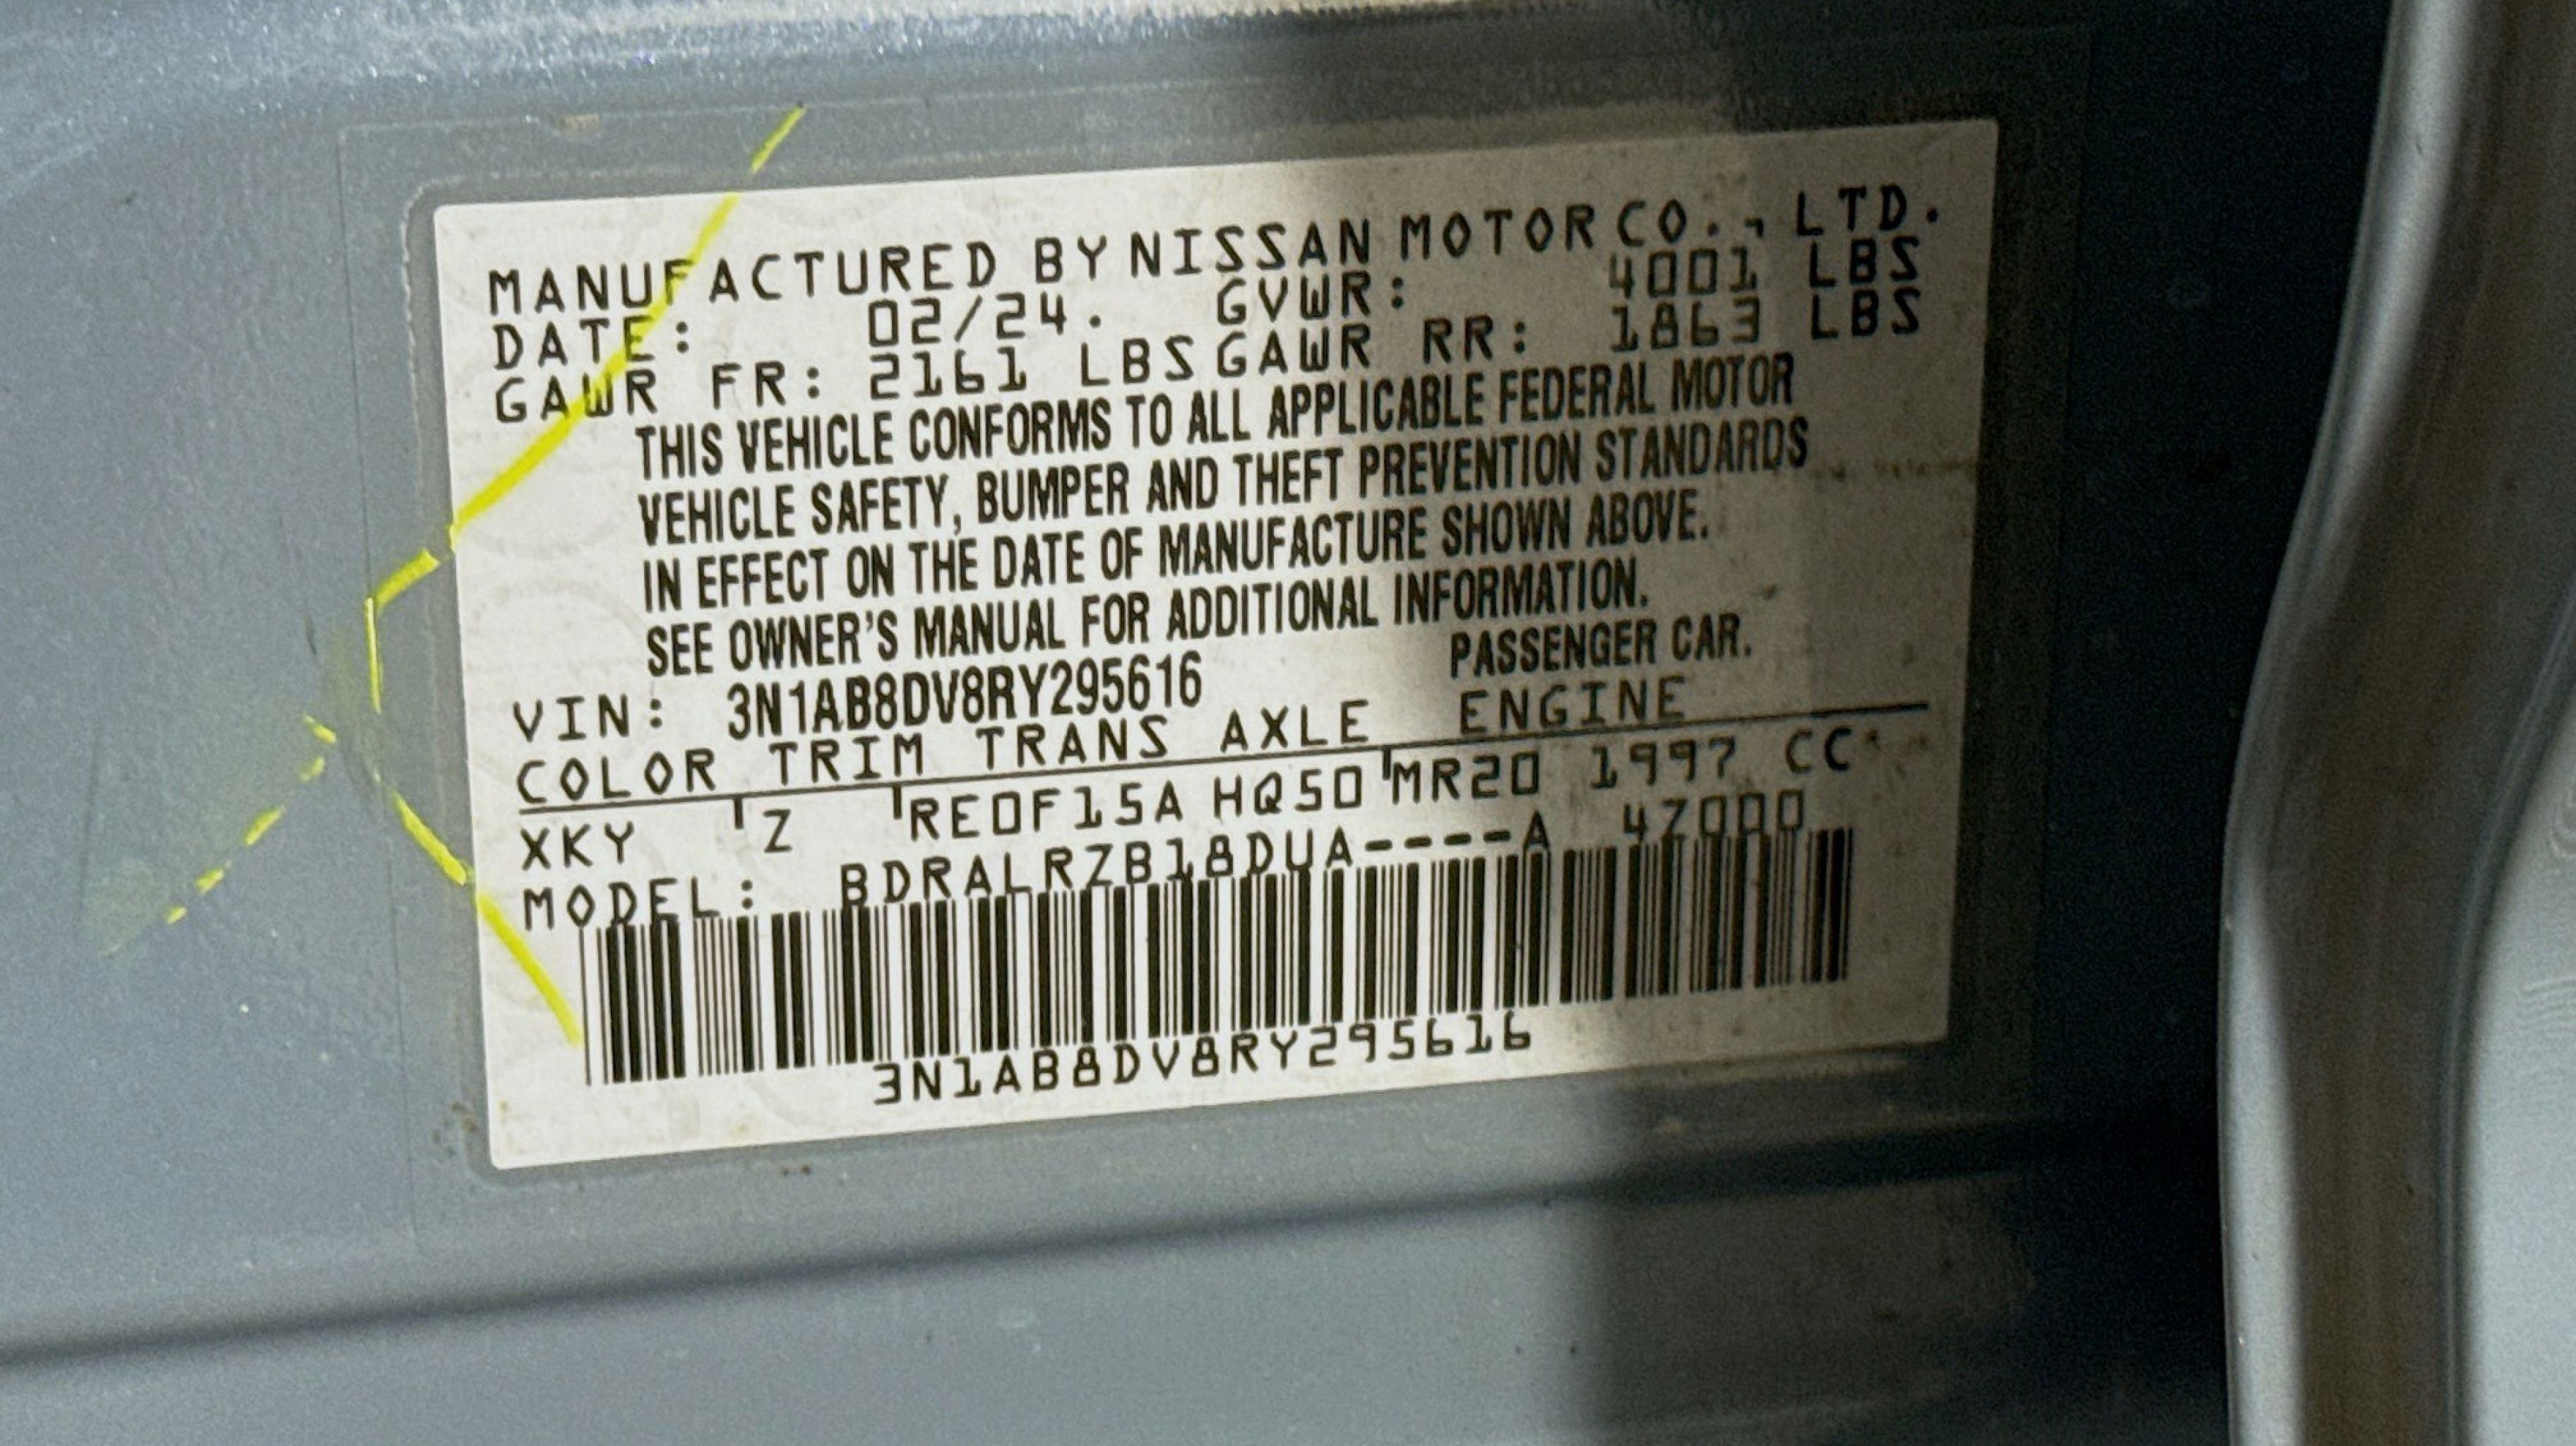 MANUFACTURED BY NISSAN MOTOR CO., LTD.
DATE: 02/24. GVWR: 4001 LBS
GAWR FR: 2161 LBS GAWR RR: 1863 LBS
THIS VEHICLE CONFORMS TO ALL APPLICABLE FEDERAL MOTOR
VEHICLE SAFETY, BUMPER AND THEFT PREVENTION STANDARDS
IN EFFECT ON THE DATE OF MANUFACTURE SHOWN ABOVE.
SEE OWNER'S MANUAL FOR ADDITIONAL INFORMATION.
VIN: 3N1AB8DV8RY295616 PASSENGER CAR.
COLOR TRIM TRANS AXLE ENGINE
XKY Z RE0F15A HQ50 MR20 1997 CC
MODEL: BDRALRZB18DUA----A 4Z000
3N1AB8DV8RY295616